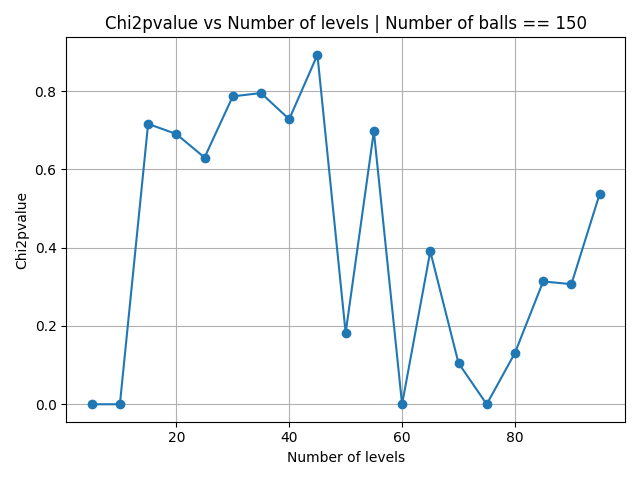 Chi2pvalue vs Number of levels | Number of balls == 150
Chi2pvalue
0.8
0.6
0.4
0.2
0.0
20 40 60 80
Number of levels